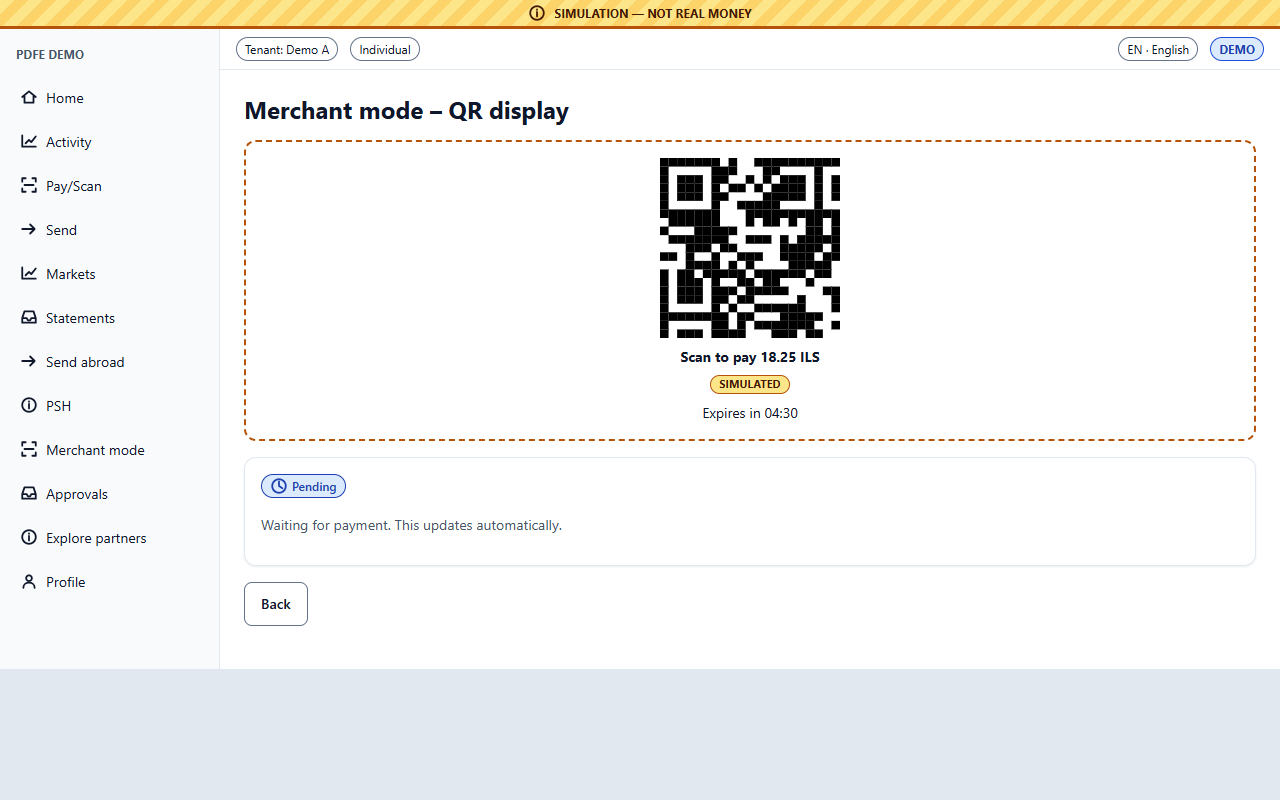 SIMULATION — NOT REAL MONEY
PDFE DEMO
Tenant: Demo A
Individual
EN · English
DEMO
Home
Activity
Pay/Scan
Send
Markets
Statements
Send abroad
PSH
Merchant mode
Approvals
Explore partners
Profile
Merchant mode – QR display
Scan to pay 18.25 ILS
SIMULATED
Expires in 04:30
Pending
Waiting for payment. This updates automatically.
Back